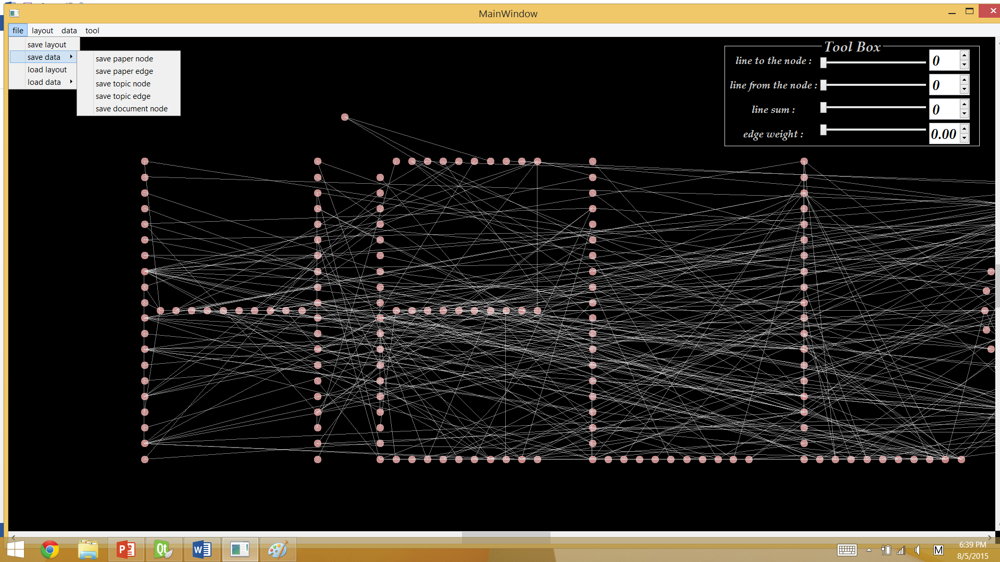 MainWindow
file layout data tool
save layout
save data
load layout
load data
save paper node
save paper edge
save topic node
save topic edge
save document node
Tool Box
line to the node : 0
line from the node : 0
line sum : 0
edge weight : 0.00
P
Qt
W
M
6:39 PM
8/5/2015